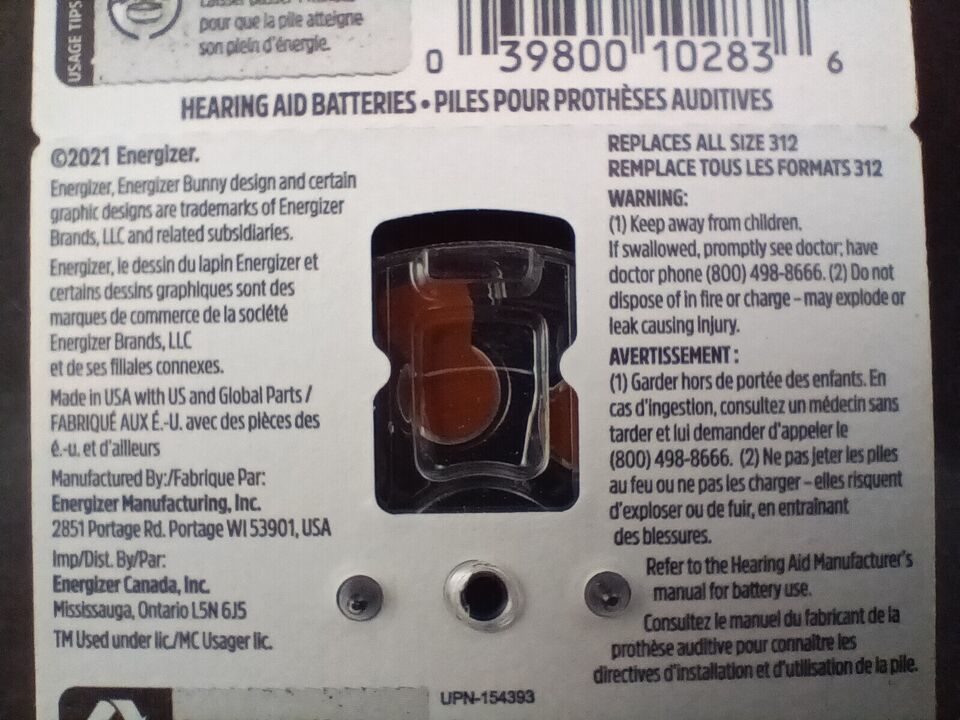 USAGE TIPS
pour que la pile atteigne
son plein d'énergie.
0 39800 10283 6
HEARING AID BATTERIES • PILES POUR PROTHÈSES AUDITIVES
©2021 Energizer.
Energizer, Energizer Bunny design and certain
graphic designs are trademarks of Energizer
Brands, LLC and related subsidiaries.
Energizer, le dessin du lapin Energizer et
certains dessins graphiques sont des
marques de commerce de la société
Energizer Brands, LLC
et de ses filiales connexes.
Made in USA with US and Global Parts /
FABRIQUÉ AUX É.-U. avec des pièces des
é.-u. et d'ailleurs
Manufactured By:/Fabrique Par:
Energizer Manufacturing, Inc.
2851 Portage Rd. Portage WI 53901, USA
Imp/Dist. By/Par:
Energizer Canada, Inc.
Mississauga, Ontario L5N 6J5
TM Used under lic./MC Usager lic.
REPLACES ALL SIZE 312
REMPLACE TOUS LES FORMATS 312
WARNING:
(1) Keep away from children.
If swallowed, promptly see doctor; have
doctor phone (800) 498-8666. (2) Do not
dispose of in fire or charge – may explode or
leak causing injury.
AVERTISSEMENT :
(1) Garder hors de portée des enfants. En
cas d'ingestion, consultez un médecin sans
tarder et lui demander d'appeler le
(800) 498-8666. (2) Ne pas jeter les piles
au feu ou ne pas les charger – elles risquent
d'exploser ou de fuir, en entraînant
des blessures.
Refer to the Hearing Aid Manufacturer's
manual for battery use.
Consultez le manuel du fabricant de la
prothèse auditive pour connaître les
directives d'installation et d'utilisation de la pile.
UPN-154393